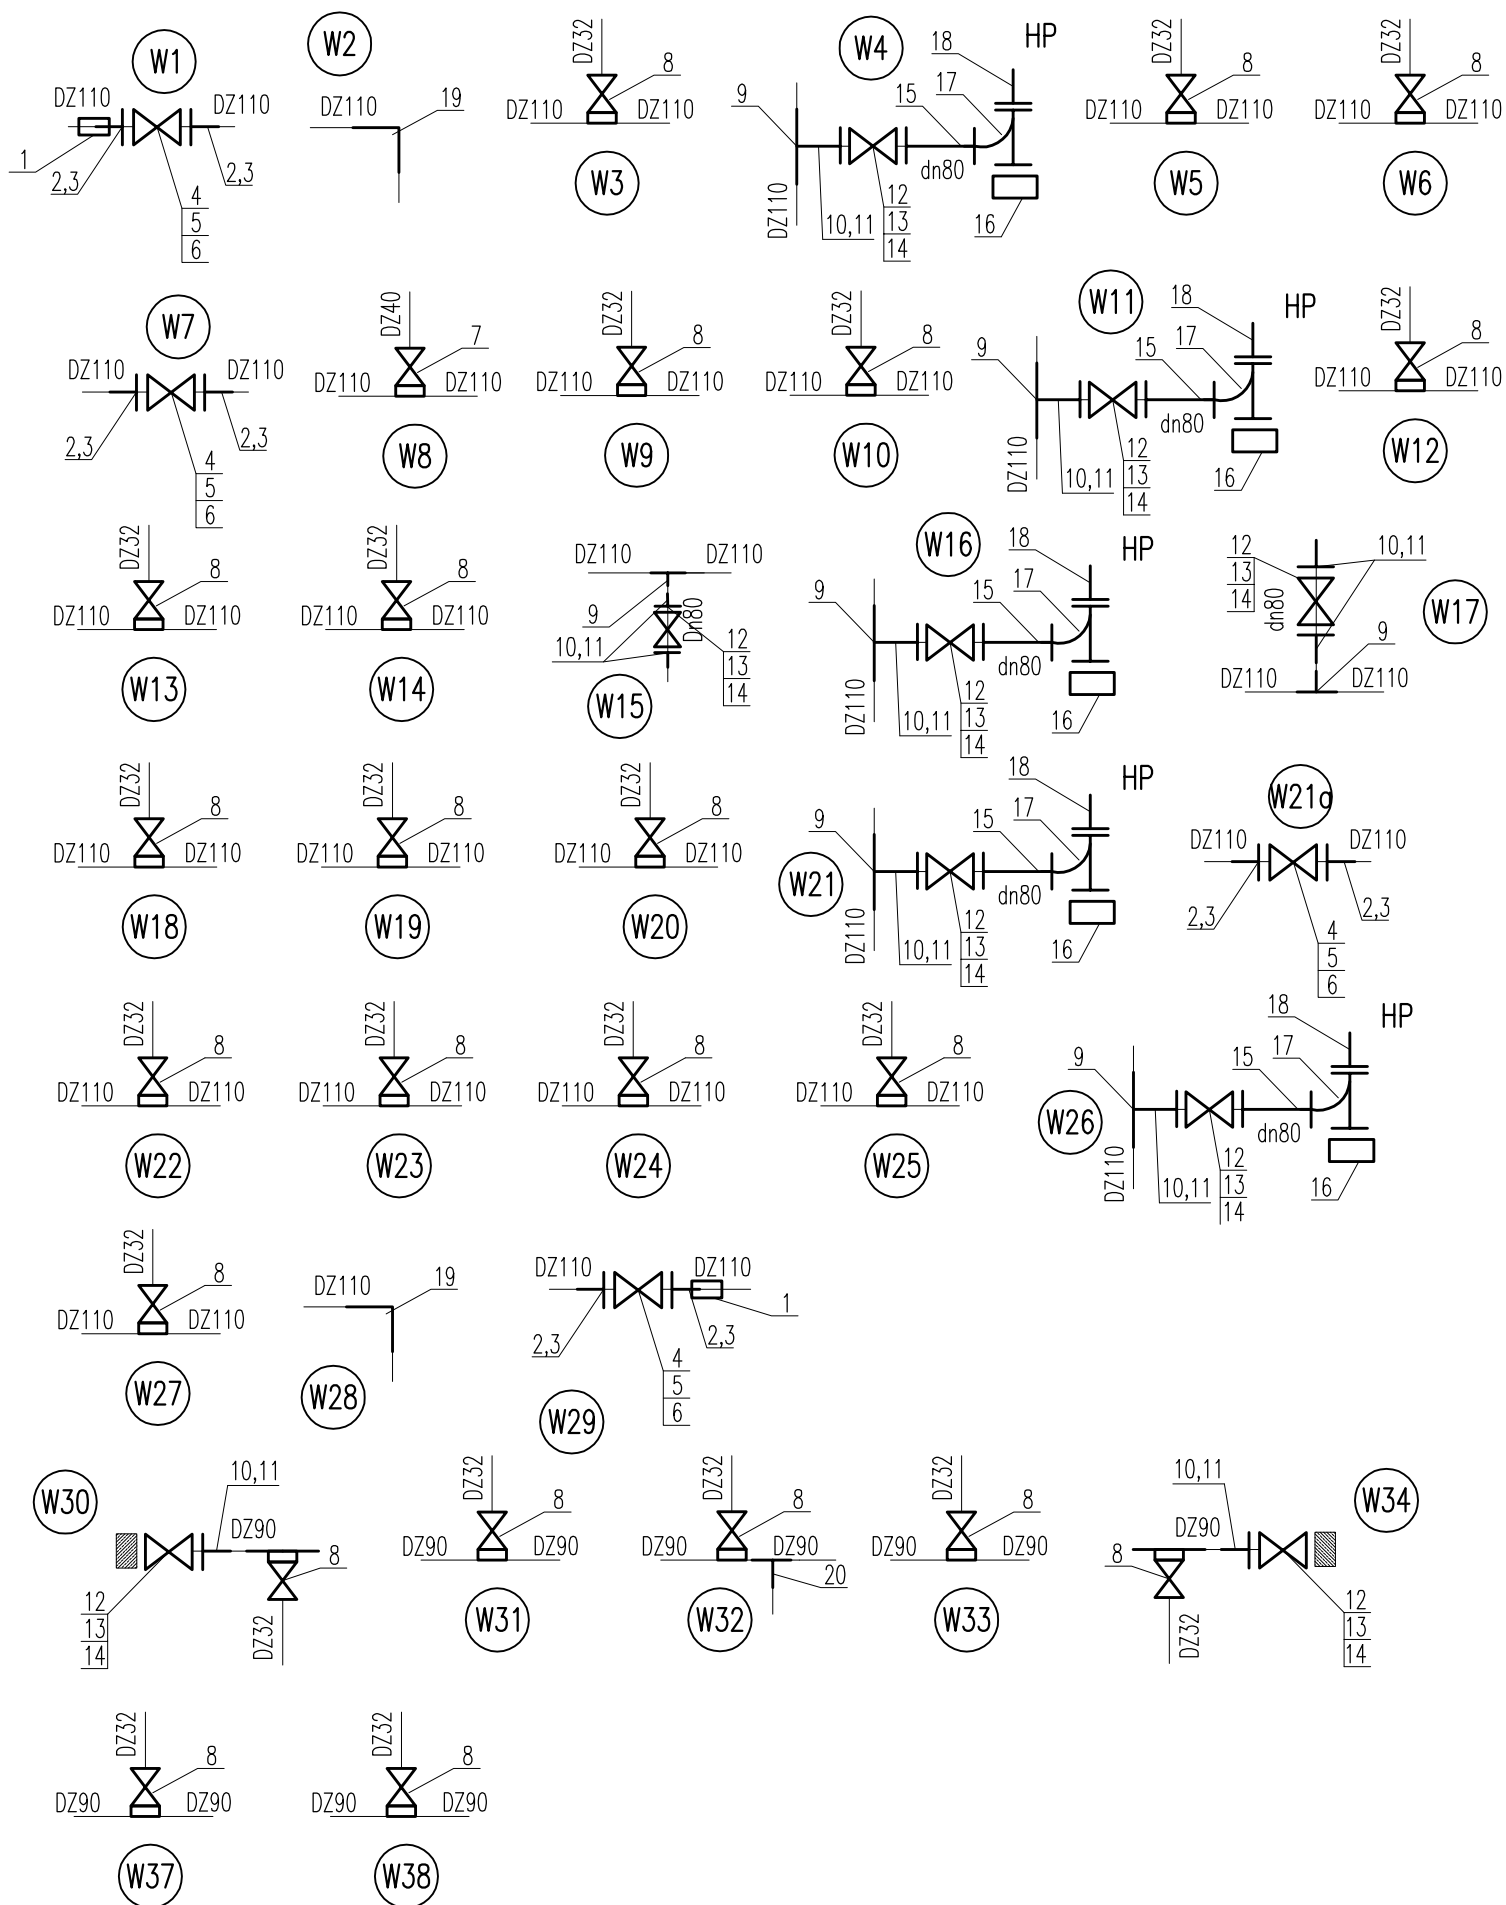 W1
DZ110
DZ110
1
2,3
2,3
4
5
6
W2
DZ110
19
DZ32
8
DZ110
DZ110
W3
W4
18
HP
9
15
17
dn80
DZ110
10,11
12
13
14
16
DZ32
8
DZ110
DZ110
W5
DZ32
8
DZ110
DZ110
W6
W7
DZ110
DZ110
2,3
2,3
4
5
6
DZ40
7
DZ110
DZ110
W8
DZ32
8
DZ110
DZ110
W9
DZ32
8
DZ110
DZ110
W10
W11
18
HP
9
15
17
dn80
DZ110
10,11
12
13
14
16
DZ32
8
DZ110
DZ110
W12
DZ32
8
DZ110
DZ110
W13
DZ32
8
DZ110
DZ110
W14
DZ110
DZ110
9
Dn80
10,11
12
13
14
W15
W16
18
HP
9
15
17
dn80
DZ110
10,11
12
13
14
16
12
13
14
10,11
dn80
W17
9
DZ110
DZ110
DZ32
8
DZ110
DZ110
W18
DZ32
8
DZ110
DZ110
W19
DZ32
8
DZ110
DZ110
W20
18
HP
9
15
17
W21
dn80
DZ110
10,11
12
13
14
16
W21a
DZ110
DZ110
2,3
2,3
4
5
6
DZ32
8
DZ110
DZ110
W22
DZ32
8
DZ110
DZ110
W23
DZ32
8
DZ110
DZ110
W24
DZ32
8
DZ110
DZ110
W25
18
HP
9
15
17
W26
dn80
DZ110
10,11
12
13
14
16
DZ32
8
DZ110
DZ110
W27
DZ110
19
W28
DZ110
DZ110
1
2,3
2,3
4
5
6
W29
W30
10,11
DZ90
8
12
13
14
DZ32
DZ32
8
DZ90
DZ90
W31
DZ32
8
DZ90
DZ90
20
W32
DZ32
8
DZ90
DZ90
W33
10,11
W34
DZ90
8
12
13
14
DZ32
DZ32
8
DZ90
DZ90
W37
DZ32
8
DZ90
DZ90
W38